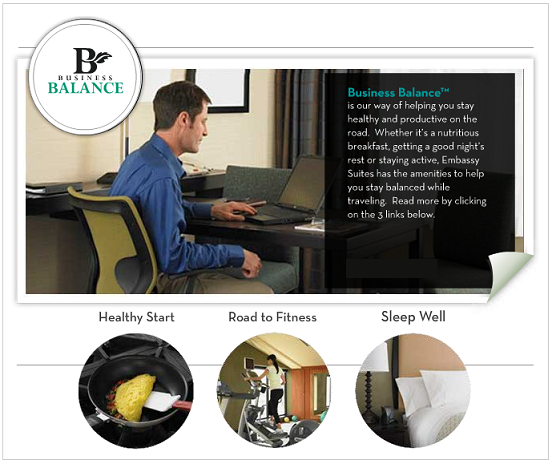 B
BUSINESS
BALANCE
Business Balance™
is our way of helping you stay
healthy and productive on the
road.  Whether it's a nutritious
breakfast, getting a good night's
rest or staying active, Embassy
Suites has the amenities to help
you stay balanced while
traveling.  Read more by clicking
on the 3 links below.
Healthy Start
Road to Fitness
Sleep Well